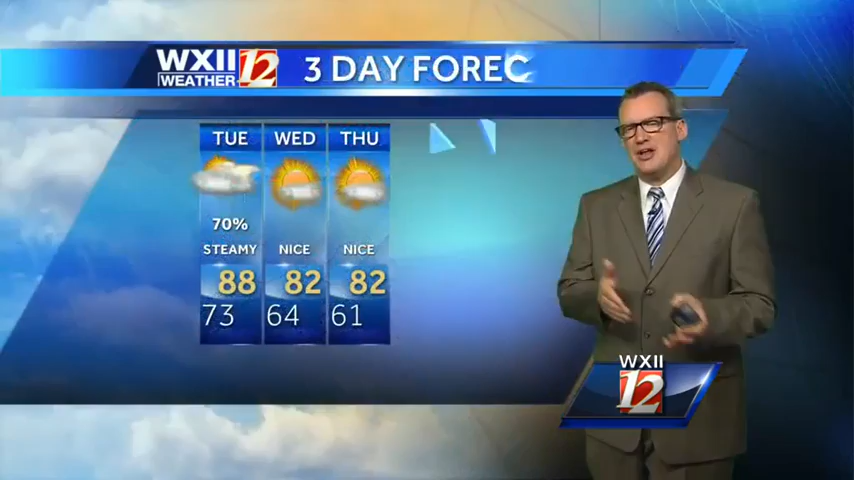 WXII 12
WEATHER
3 DAY FOREC
TUE WED THU
70%
STEAMY NICE NICE
88 82 82
73 64 61
WXII
12